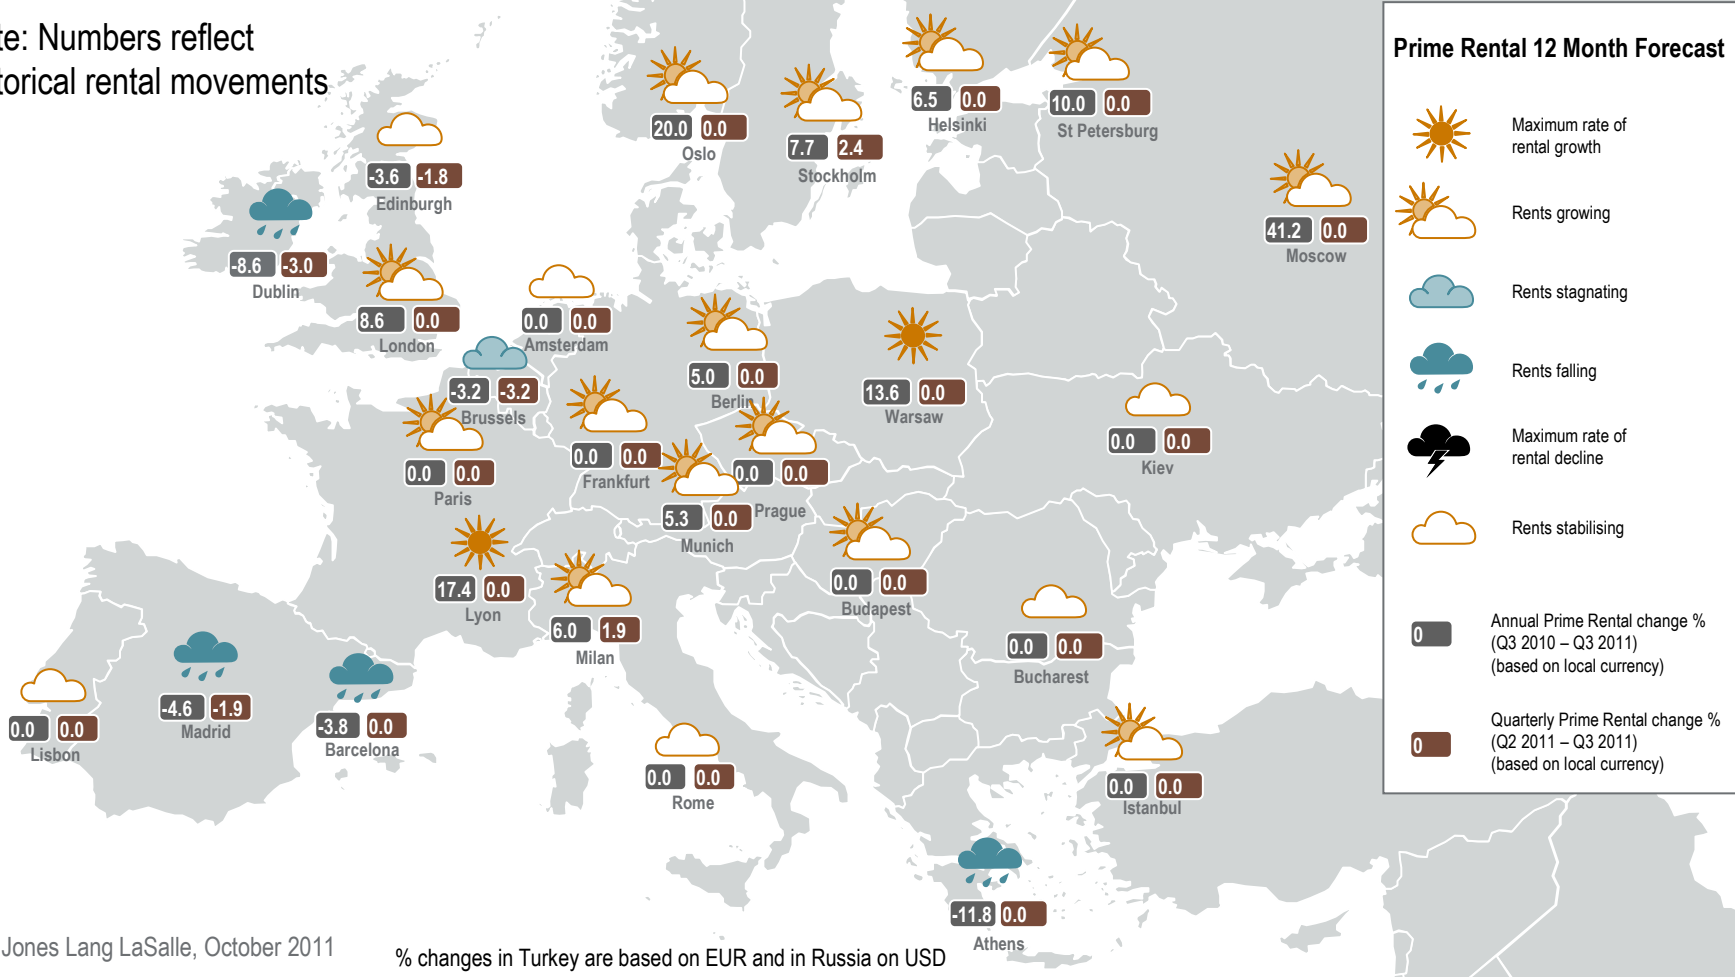 te: Numbers reflect
torical rental movements
6.5 0.0
Helsinki
10.0 0.0
St Petersburg
20.0 0.0
Oslo
7.7 2.4
Stockholm
-3.6 -1.8
Edinburgh
41.2 0.0
Moscow
-8.6 -3.0
Dublin
8.6 0.0
London
0.0 0.0
Amsterdam
5.0 0.0
Berlin
13.6 0.0
Warsaw
-3.2 -3.2
Brussels
0.0 0.0
Kiev
0.0 0.0
Frankfurt
0.0 0.0
Paris
0.0 0.0
Prague
5.3 0.0
Munich
17.4 0.0
Lyon
0.0 0.0
Budapest
6.0 1.9
Milan
0.0 0.0
Bucharest
-4.6 -1.9
Madrid
-3.8 0.0
Barcelona
0.0 0.0
Lisbon
0.0 0.0
Rome
0.0 0.0
Istanbul
-11.8 0.0
Athens
Prime Rental 12 Month Forecast
Maximum rate of
rental growth
Rents growing
Rents stagnating
Rents falling
Maximum rate of
rental decline
Rents stabilising
0
Annual Prime Rental change %
(Q3 2010 – Q3 2011)
(based on local currency)
0
Quarterly Prime Rental change %
(Q2 2011 – Q3 2011)
(based on local currency)
Jones Lang LaSalle, October 2011
% changes in Turkey are based on EUR and in Russia on USD